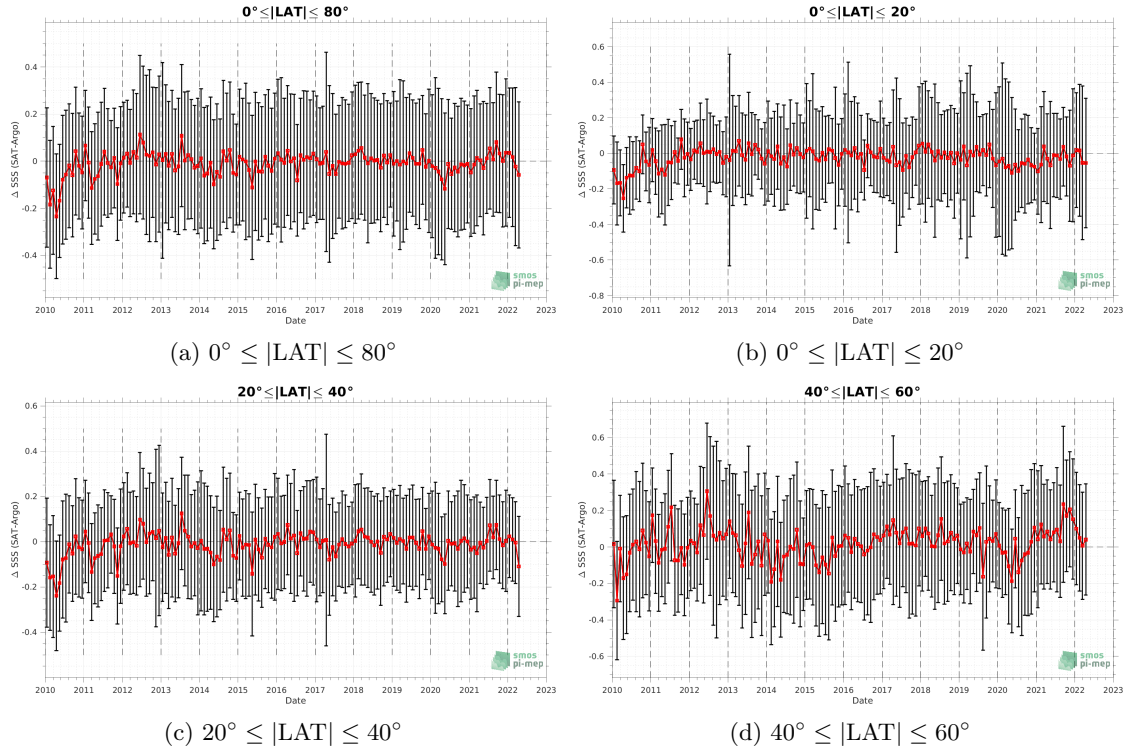 0°≤|LAT|≤ 80°
Δ SSS (SAT-Argo)
0.4
0.2
0
-0.2
-0.4
2010 2011 2012 2013 2014 2015 2016 2017 2018 2019 2020 2021 2022 2023
Date
smos
pi-mep
(a) 0° ≤ |LAT| ≤ 80°
0°≤|LAT|≤ 20°
Δ SSS (SAT-Argo)
0.6
0.4
0.2
0
-0.2
-0.4
-0.6
-0.8
2010 2011 2012 2013 2014 2015 2016 2017 2018 2019 2020 2021 2022 2023
Date
smos
pi-mep
(b) 0° ≤ |LAT| ≤ 20°
20°≤|LAT|≤ 40°
Δ SSS (SAT-Argo)
0.6
0.4
0.2
0
-0.2
-0.4
2010 2011 2012 2013 2014 2015 2016 2017 2018 2019 2020 2021 2022 2023
Date
smos
pi-mep
(c) 20° ≤ |LAT| ≤ 40°
40°≤|LAT|≤ 60°
Δ SSS (SAT-Argo)
0.6
0.4
0.2
0
-0.2
-0.4
-0.6
2010 2011 2012 2013 2014 2015 2016 2017 2018 2019 2020 2021 2022 2023
Date
smos
pi-mep
(d) 40° ≤ |LAT| ≤ 60°